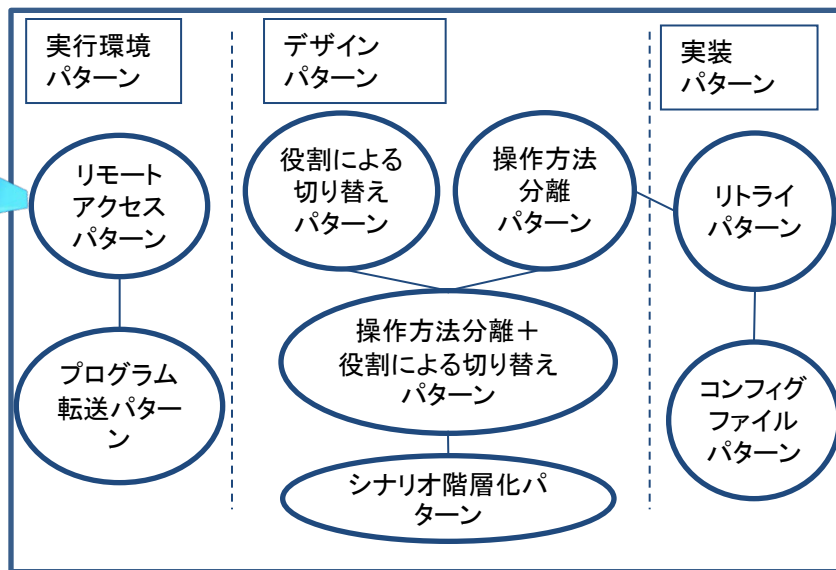 実行環境
パターン
デザイン
パターン
実装
パターン
リモート
アクセス
パターン
役割による
切り替え
パターン
操作方法
分離
パターン
リトライ
パターン
プログラム
転送パター
ン
操作方法分離＋
役割による切り替え
パターン
コンフィグ
ファイル
パターン
シナリオ階層化パ
ターン